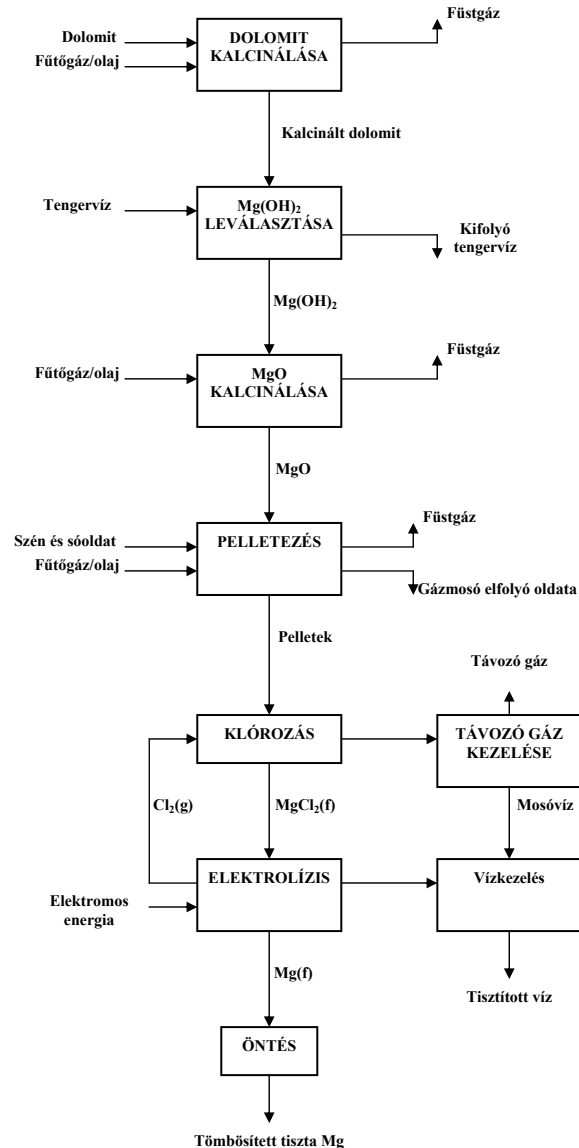 Füstgáz
Dolomit
Fűtőgáz/olaj
DOLOMIT
KALCINÁLÁSA
Kalcinált dolomit
Tengervíz
Mg(OH)₂
LEVÁLASZTÁSA
Kifolyó
tengervíz
Mg(OH)₂
Füstgáz
Fűtőgáz/olaj
MgO
KALCINÁLÁSA
MgO
Füstgáz
Szén és sóoldat
Fűtőgáz/olaj
PELLETEZÉS
Gázmosó elfolyó oldata
Pelletek
Távozó gáz
KLÓROZÁS
TÁVOZÓ GÁZ
KEZELÉSE
Cl₂(g)
MgCl₂(f)
Mosóvíz
ELEKTROLÍZIS
Vízkezelés
Elektromos
energia
Mg(f)
Tisztított víz
ÖNTÉS
Tömbösített tiszta Mg